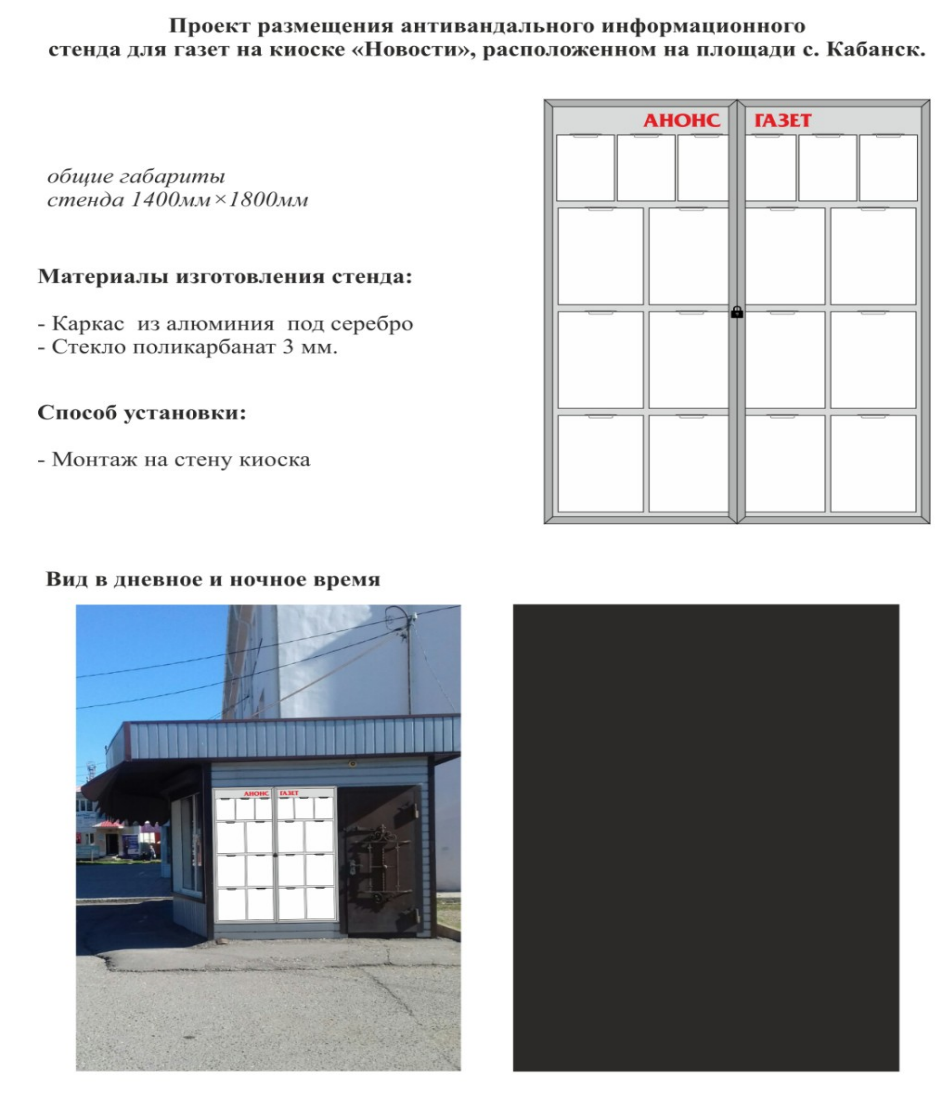 Проект размещения антивандального информационного
стенда для газет на киоске «Новости», расположенном на площади с. Кабанск.
АНОНС ГАЗЕТ
общие габариты
стенда 1400мм×1800мм
Материалы изготовления стенда:
- Каркас из алюминия под серебро
- Стекло поликарбанат 3 мм.
Способ установки:
- Монтаж на стену киоска
Вид в дневное и ночное время
АНОНС ГАЗЕТ